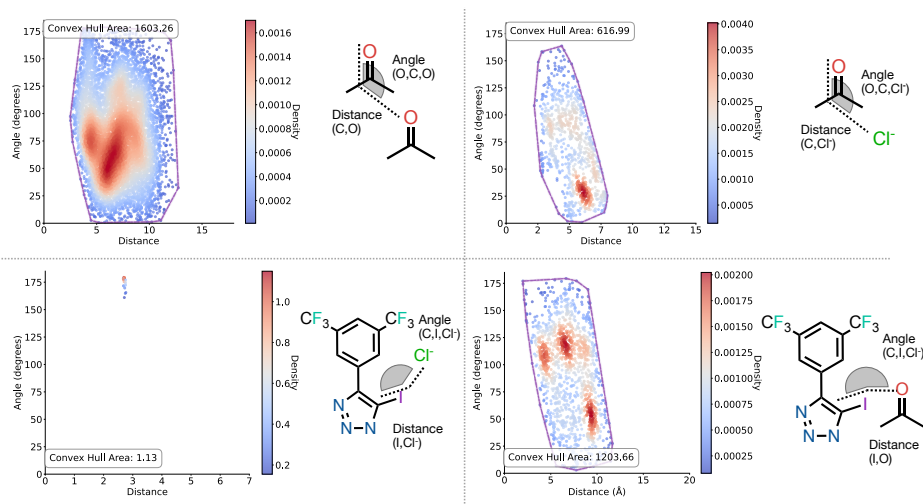 Convex Hull Area: 1603.26
175
150
125
100
75
50
25
0
Angle (degrees)
0
5
10
15
Distance
0.0016
0.0014
0.0012
0.0010
0.0008
0.0006
0.0004
0.0002
Density
O
Angle
(O,C,O)
Distance
(C,O)
O
Convex Hull Area: 616.99
175
150
125
100
75
50
25
0
Angle (degrees)
0
2
5
6
7
10
12
15
Distance
0.0040
0.0035
0.0030
0.0025
0.0020
0.0015
0.0010
0.0005
Density
O
Angle
(O,C,Cl-)
Distance
(C,Cl-)
Cl-
175
150
125
100
75
50
25
0
Angle (degrees)
Convex Hull Area: 1.13
0
1
2
3
4
5
6
7
Distance
1.0
0.8
0.6
0.4
0.2
Density
CF3
CF3
Angle
(C,I,Cl-)
Cl-
I
N
N
N
Distance
(I,Cl-)
175
150
125
100
75
50
25
0
Angle (degrees)
Convex Hull Area: 1203.66
0
5
10
15
20
Distance (Å)
0.00200
0.00175
0.00150
0.00125
0.00100
0.00075
0.00050
0.00025
Density
CF3
CF3
Angle
(C,I,Cl-)
O
I
N
N
N
Distance
(I,O)